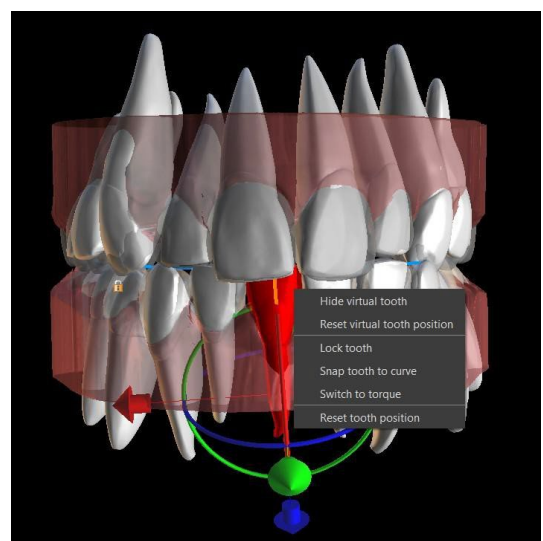 Hide virtual tooth
Reset virtual tooth position
Lock tooth
Snap tooth to curve
Switch to torque
Reset tooth position